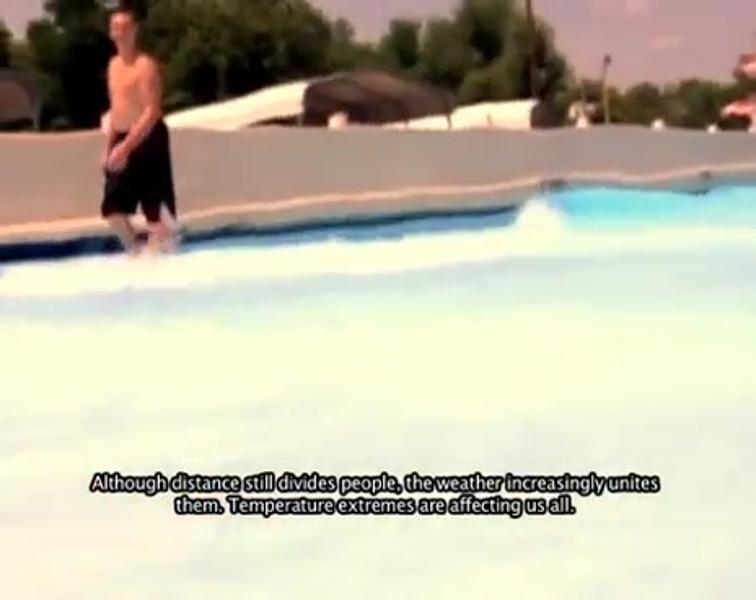 Although distance still divides people, the weather increasingly unites
them. Temperature extremes are affecting us all.